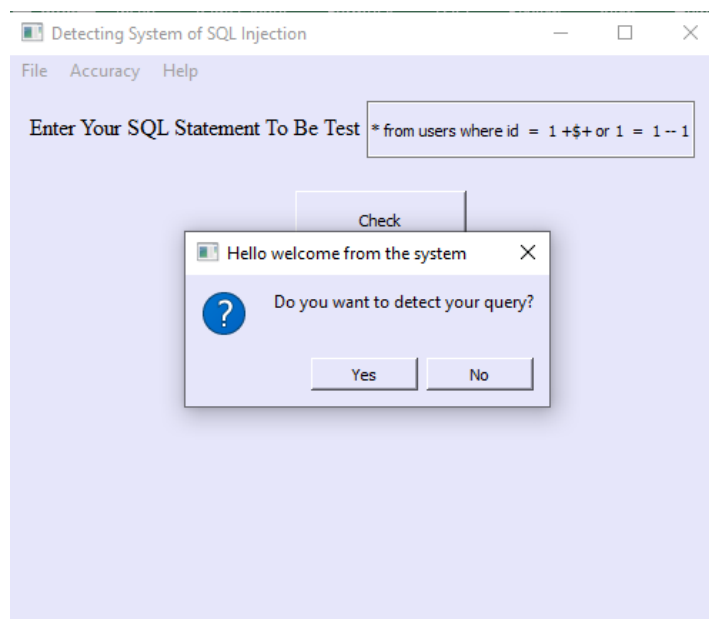 Detecting System of SQL Injection
File Accuracy Help
Enter Your SQL Statement To Be Test * from users where id = 1 +$+ or 1 = 1 -- 1
Check
Hello welcome from the system
Do you want to detect your query?
Yes No